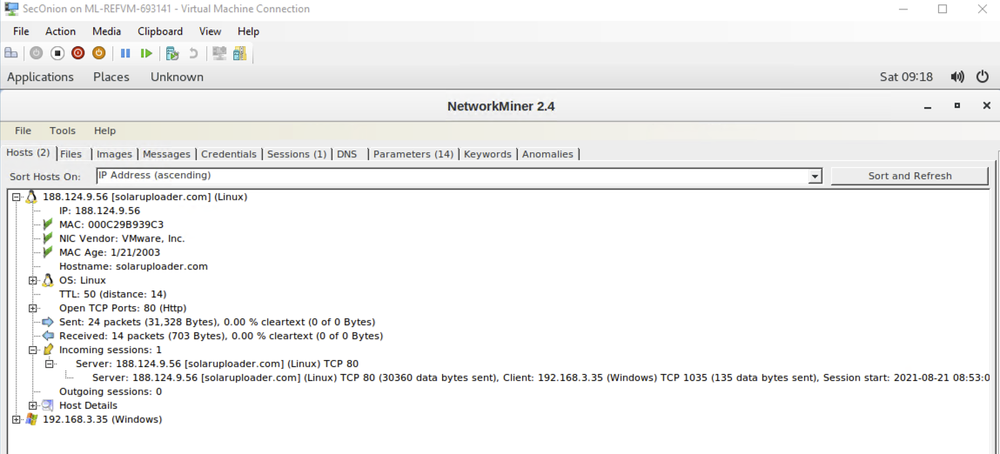 SecOnion on ML-REFVM-693141 - Virtual Machine Connection
File Action Media Clipboard View Help
Applications Places Unknown Sat 09:18
NetworkMiner 2.4
File Tools Help
Hosts (2) Files Images Messages Credentials Sessions (1) DNS Parameters (14) Keywords Anomalies
Sort Hosts On: IP Address (ascending) Sort and Refresh
188.124.9.56 [solaruploader.com] (Linux)
IP: 188.124.9.56
MAC: 000C29B939C3
NIC Vendor: VMware, Inc.
MAC Age: 1/21/2003
Hostname: solaruploader.com
OS: Linux
TTL: 50 (distance: 14)
Open TCP Ports: 80 (Http)
Sent: 24 packets (31,328 Bytes), 0.00 % cleartext (0 of 0 Bytes)
Received: 14 packets (703 Bytes), 0.00 % cleartext (0 of 0 Bytes)
Incoming sessions: 1
Server: 188.124.9.56 [solaruploader.com] (Linux) TCP 80
Server: 188.124.9.56 [solaruploader.com] (Linux) TCP 80 (30360 data bytes sent), Client: 192.168.3.35 (Windows) TCP 1035 (135 data bytes sent), Session start: 2021-08-21 08:53:0
Outgoing sessions: 0
Host Details
192.168.3.35 (Windows)